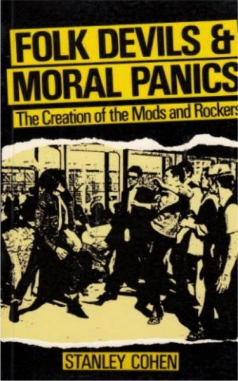 FOLK DEVILS &
MORAL PANICS
The Creation of the Mods and Rockers
STANLEY COHEN